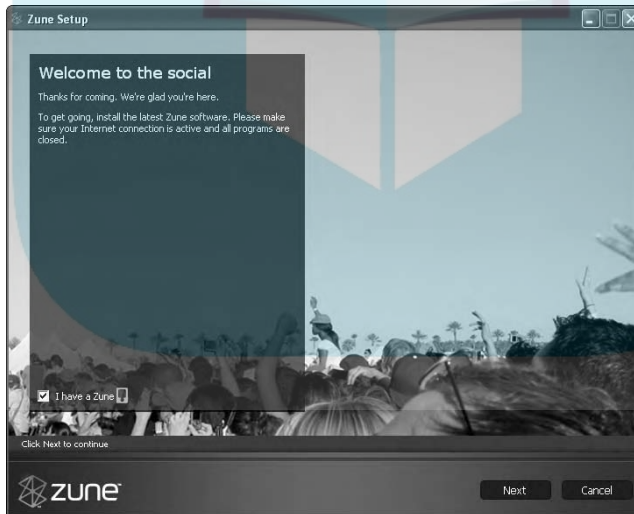 Zune Setup
Welcome to the social
Thanks for coming. We're glad you're here.
To get going, install the latest Zune software. Please make
sure your Internet connection is active and all programs are
closed.
I have a Zune
Click Next to continue
zune
Next
Cancel